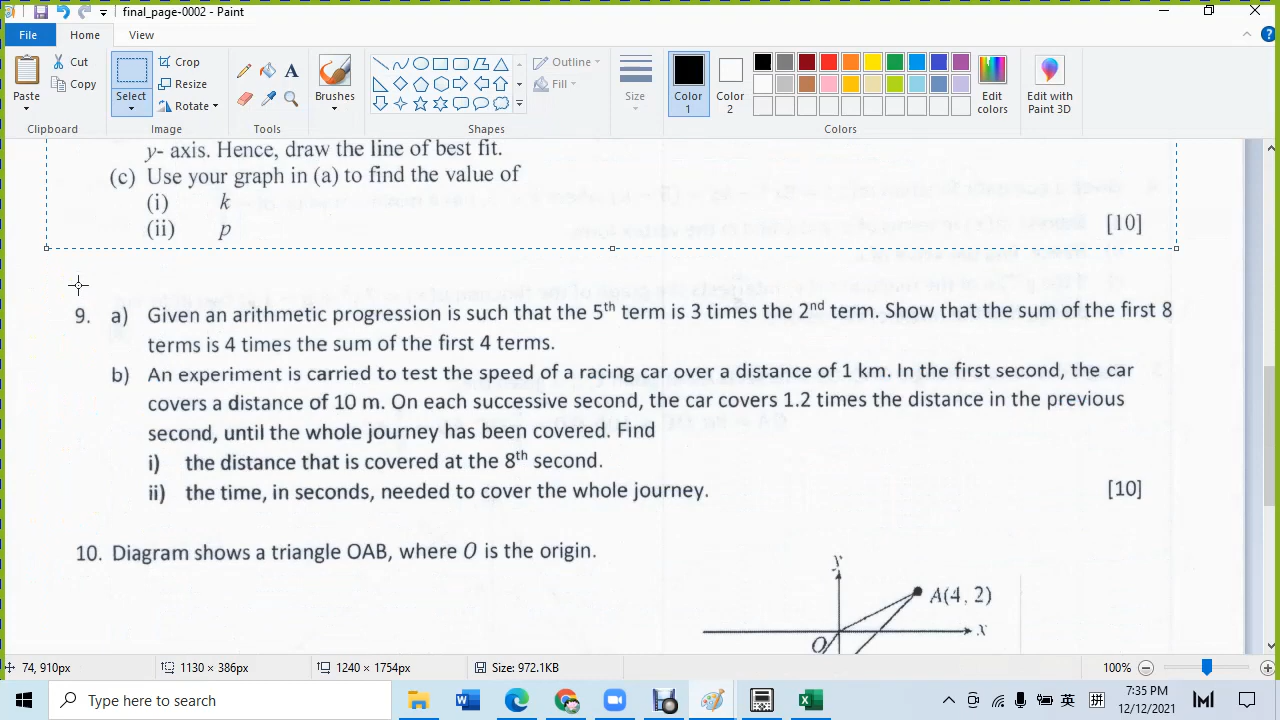 final_page-0002 - Paint
File Home View
Paste Cut Copy Clipboard
Select Crop Resize Rotate Image
A Tools
Brushes
Outline Fill Shapes
Size
Color 1 Color 2 Edit colors Edit with Paint 3D Colors
y- axis. Hence, draw the line of best fit.
(c) Use your graph in (a) to find the value of
(i) k
(ii) p [10]
9. a) Given an arithmetic progression is such that the 5th term is 3 times the 2nd term. Show that the sum of the first 8
terms is 4 times the sum of the first 4 terms.
b) An experiment is carried to test the speed of a racing car over a distance of 1 km. In the first second, the car
covers a distance of 10 m. On each successive second, the car covers 1.2 times the distance in the previous
second, until the whole journey has been covered. Find
i) the distance that is covered at the 8th second.
ii) the time, in seconds, needed to cover the whole journey. [10]
10. Diagram shows a triangle OAB, where O is the origin.
y
A(4, 2)
x
O
74, 910px 1130 × 386px 1240 × 1754px Size: 972.1KB 100%
Type here to search
英 拼 7:35 PM
12/12/2021